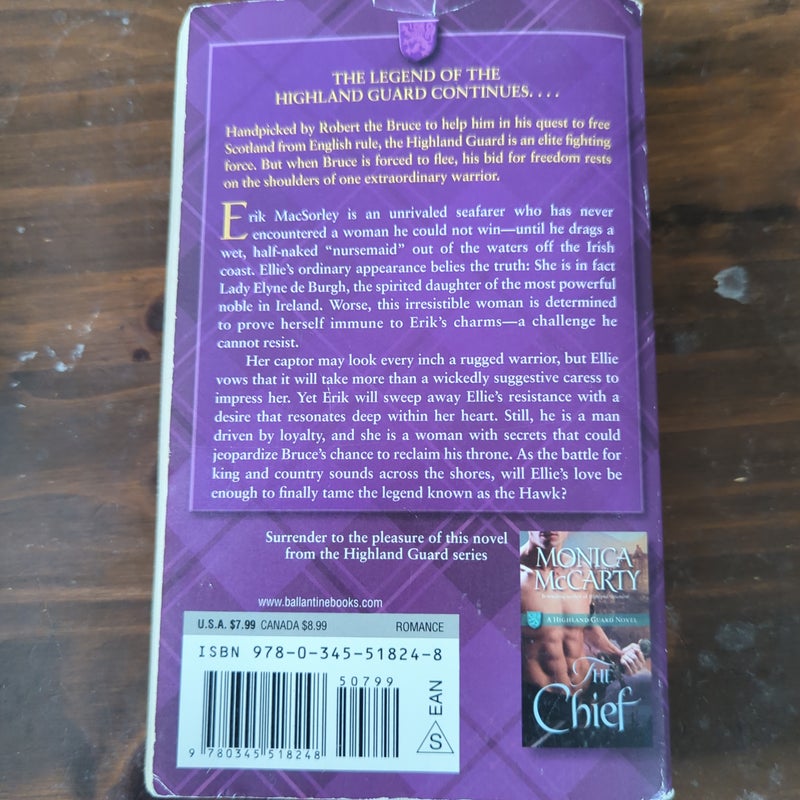 THE LEGEND OF THE
HIGHLAND GUARD CONTINUES....
Handpicked by Robert the Bruce to help him in his quest to free
Scotland from English rule, the Highland Guard is an elite fighting
force. But when Bruce is forced to flee, his bid for freedom rests
on the shoulders of one extraordinary warrior.
Erik MacSorley is an unrivaled seafarer who has never
encountered a woman he could not win—until he drags a
wet, half-naked “nursemaid” out of the waters off the Irish
coast. Ellie’s ordinary appearance belies the truth: She is in fact
Lady Elyne de Burgh, the spirited daughter of the most powerful
noble in Ireland. Worse, this irresistible woman is determined
to prove herself immune to Erik’s charms—a challenge he
cannot resist.
Her captor may look every inch a rugged warrior, but Ellie
vows that it will take more than a wickedly suggestive caress to
impress her. Yet Erik will sweep away Ellie’s resistance with a
desire that resonates deep within her heart. Still, he is a man
driven by loyalty, and she is a woman with secrets that could
jeopardize Bruce’s chance to reclaim his throne. As the battle for
king and country sounds across the shores, will Ellie’s love be
enough to finally tame the legend known as the Hawk?
Surrender to the pleasure of this novel
from the Highland Guard series
MONICA
McCARTY
A HIGHLAND GUARD NOVEL
THE
Chief
www.ballantinebooks.com
U.S.A. $7.99 CANADA $8.99 ROMANCE
ISBN 978-0-345-51824-8
50799
9 780345 518248
EAN
S